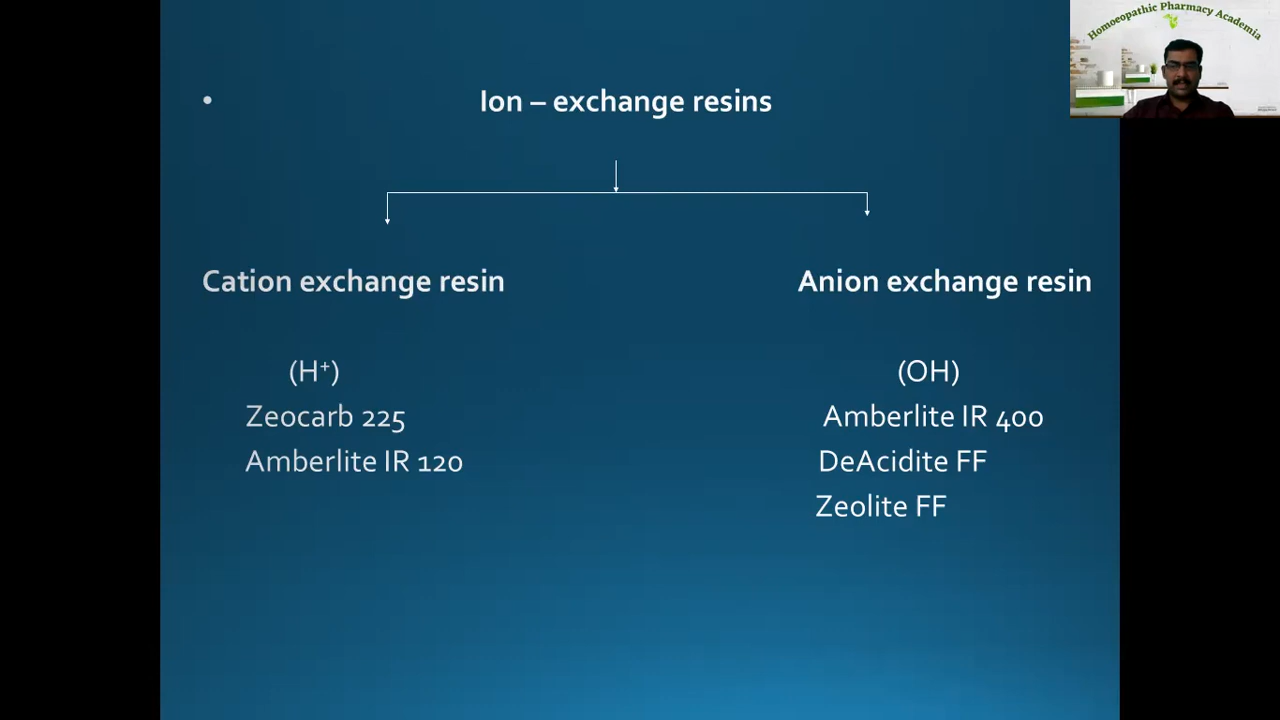 Homoeopathic Pharmacy Academia
• Ion – exchange resins
Cation exchange resin
Anion exchange resin
(H⁺)
(OH)
Zeocarb 225
Amberlite IR 400
Amberlite IR 120
DeAcidite FF
Zeolite FF